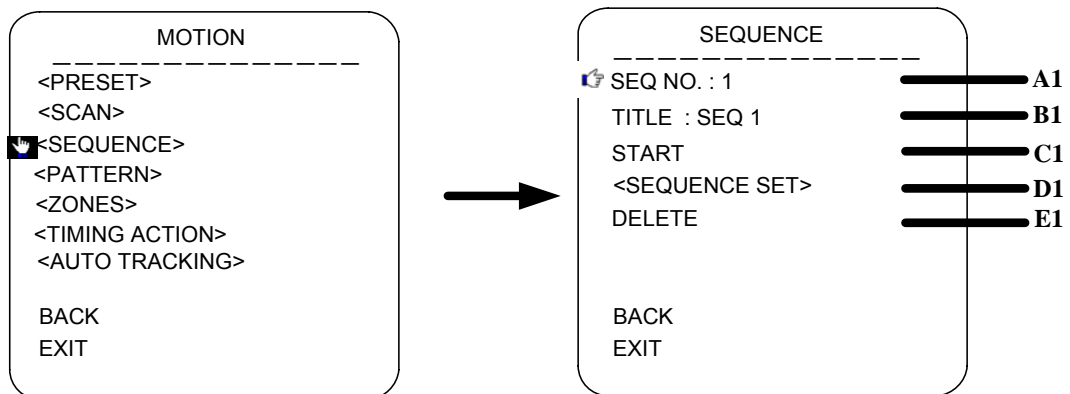 MOTION
<PRESET>
<SCAN>
<SEQUENCE>
<PATTERN>
<ZONES>
<TIMING ACTION>
<AUTO TRACKING>
BACK
EXIT
SEQUENCE
SEQ NO. : 1
TITLE : SEQ 1
START
<SEQUENCE SET>
DELETE
BACK
EXIT
A1
B1
C1
D1
E1